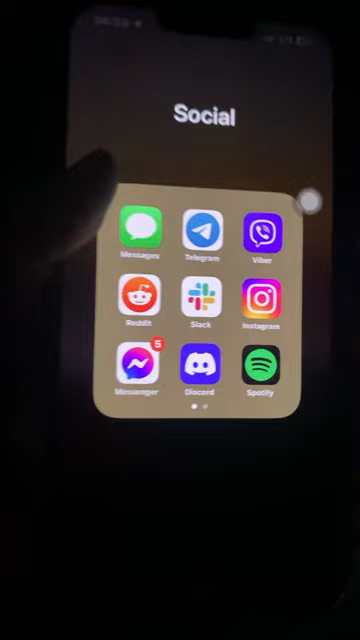 Social
Messages Telegram Viber
Reddit Slack Instagram
5
Messenger Discord Spotify